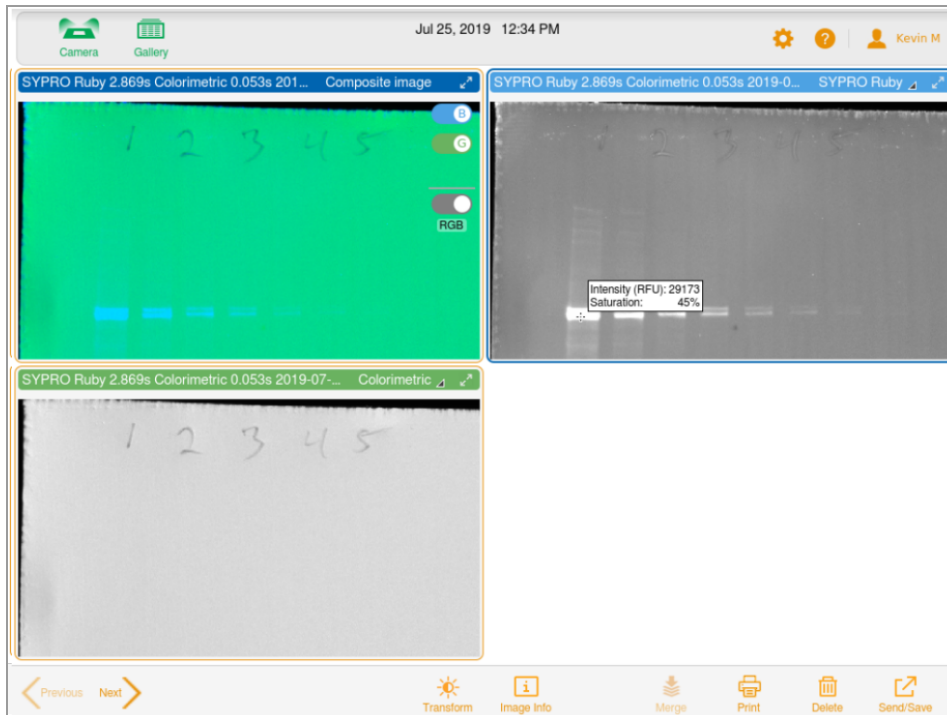 Jul 25, 2019 12:34 PM
Camera
Gallery
Kevin M
SYPRO Ruby 2.869s Colorimetric 0.053s 201... Composite image
B
G
RGB
1 2 3 4 5
SYPRO Ruby 2.869s Colorimetric 0.053s 2019-0... SYPRO Ruby
1 2 3 4 5
Intensity (RFU): 29173
Saturation: 45%
SYPRO Ruby 2.869s Colorimetric 0.053s 2019-07-... Colorimetric
1 2 3 4 5
Previous
Next
Transform
Image Info
Merge
Print
Delete
Send/Save